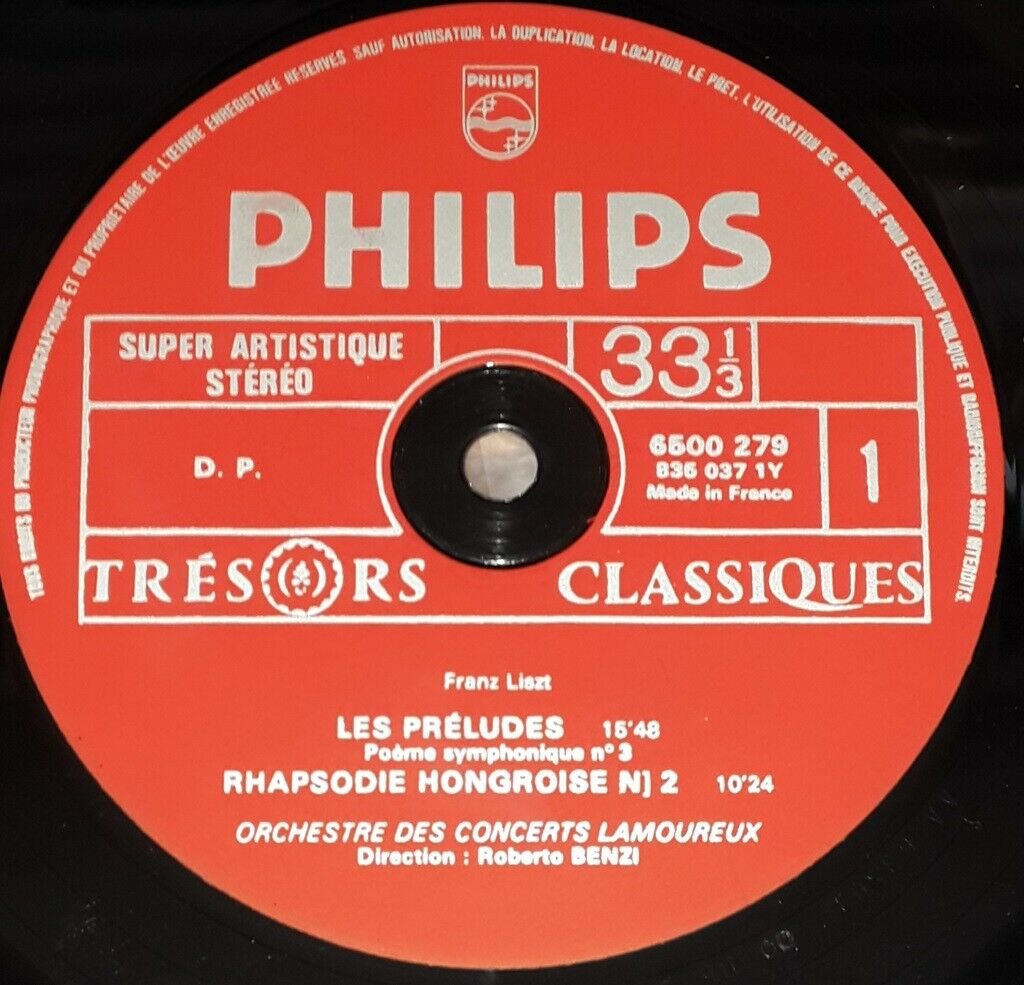 TOUS DROITS DU PRODUCTEUR PHONOGRAPHIQUE ET DU PROPRIETAIRE DE L'ŒUVRE ENREGISTREE RESERVES SAUF AUTORISATION, LA DUPLICATION, LA LOCATION, LE PRET, L'UTILISATION DE CE DISQUE POUR EXECUTION PUBLIQUE ET RADIODIFFUSION SONT INTERDITS.
PHILIPS
PHILIPS
SUPER ARTISTIQUE
STÉRÉO
33 1/3
D. P.
6500 279
835 037 1Y
Made in France
1
TRÉSORS CLASSIQUES
Franz Liszt
LES PRÉLUDES 15'48
Poème symphonique n° 3
RHAPSODIE HONGROISE N] 2 10'24
ORCHESTRE DES CONCERTS LAMOUREUX
Direction : Roberto BENZI